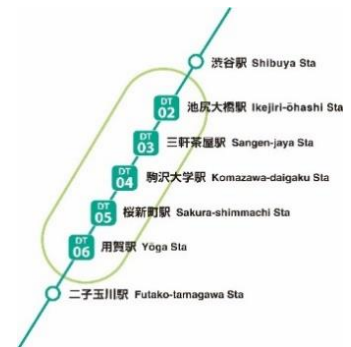 渋谷駅 Shibuya Sta
DT 02 池尻大橋駅 Ikejiri-ōhashi Sta
DT 03 三軒茶屋駅 Sangen-jaya Sta
DT 04 駒沢大学駅 Komazawa-daigaku Sta
DT 05 桜新町駅 Sakura-shimmachi Sta
DT 06 用賀駅 Yōga Sta
二子玉川駅 Futako-tamagawa Sta